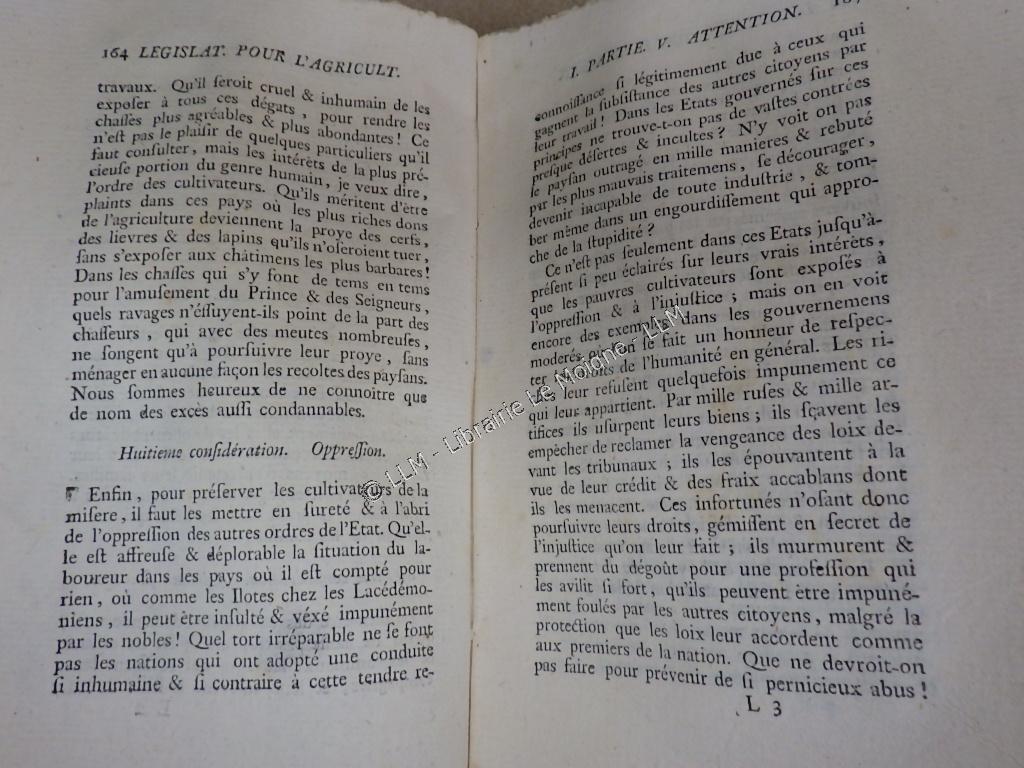 164 LEGISLAT. POUR L'AGRICULT.
travaux. Qu'il ſeroit cruel & inhumain de les
expoſer à tous ces dégats, pour rendre les
chaſſes plus agréables & plus abondantes! Ce
n'eſt pas le plaiſir de quelques particuliers qu'il
faut conſulter, mais les intérêts de la plus pré-
cieuſe portion du genre humain, je veux dire,
l'ordre des cultivateurs. Qu'ils méritent d'être
plaints dans ces pays où les plus riches dons
de l'agriculture deviennent la proye des cerfs,
des lievres & des lapins qu'ils n'oſeroient tuer,
ſans s'expoſer aux châtimens les plus barbares!
Dans les chaſſes qui s'y font de tems en tems
pour l'amuſement du Prince & des Seigneurs,
quels ravages n'éſſuyent-ils point de la part des
chaſſeurs, qui avec des meutes nombreuſes,
ne ſongent qu'à pourſuivre leur proye, ſans
ménager en aucune façon les recoltes des payſans.
Nous ſommes heureux de ne connoître que
de nom des excès auſſi condannables.
Huitieme conſidération. Oppreſſion.
¶ Enfin, pour préſerver les cultivateurs de la
miſere, il faut les mettre en ſureté & à l'abri
de l'oppreſſion des autres ordres de l'Etat. Qu'el-
le eſt affreuſe & déplorable la ſituation du la-
boureur dans les pays où il eſt compté pour
rien, où comme les Ilotes chez les Lacédémo-
niens, il peut être inſulté & véxé impunément
par les nobles! Quel tort irréparable ne ſe font
pas les nations qui ont adopté une conduite
ſi inhumaine & ſi contraire à cette tendre re-
I. PARTIE. V. ATTENTION.
connoiſſance ſi légitimement due à ceux qui
gagnent la ſubſiſtance des autres citoyens par
leur travail! Dans les Etats gouvernés ſur ces
principes ne trouve-t-on pas de vaſtes contrées
preſque déſertes & incultes? N'y voit on pas
le payſan outragé en mille manieres & rebuté
par les plus mauvais traitemens, ſe décourager,
devenir incapable de toute induſtrie, & tom-
ber même dans un engourdiſſement qui appro-
che de la ſtupidité?
Ce n'eſt pas ſeulement dans ces Etats juſqu'à-
préſent ſi peu éclairés ſur leurs vrais intérêts,
que les pauvres cultivateurs ſont expoſés à
l'oppreſſion & à l'injuſtice; mais on en voit
encore des exemples dans les gouvernemens
moderés, où l'on ſe fait un honneur de reſpec-
ter les droits de l'humanité en général. Les ri-
ches leur refuſent quelquefois impunement ce
qui leur appartient. Par mille ruſes & mille ar-
tifices ils uſurpent leurs biens; ils ſçavent les
empêcher de reclamer la vengeance des loix de-
vant les tribunaux; ils les épouvantent à la
vue de leur crédit & des fraix accablans dont
ils les menacent. Ces infortunés n'oſant donc
pourſuivre leurs droits, gémiſſent en ſecret de
l'injuſtice qu'on leur fait; ils murmurent &
prennent du dégoût pour une profeſſion qui
les avilit ſi fort, qu'ils peuvent être impuné-
ment foulés par les autres citoyens, malgré la
protection que les loix leur accordent comme
aux premiers de la nation. Que ne devroit-on
pas faire pour prévenir de ſi pernicieux abus!
L 3
© LLM - Librairie Le Moigne - LLM